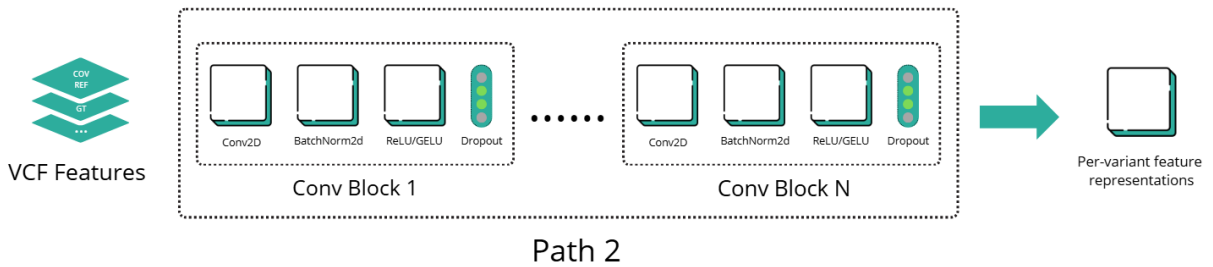 COV
REF
GT
...
VCF Features
Conv2D
BatchNorm2d
ReLU/GELU
Dropout
Conv Block 1
......
Conv2D
BatchNorm2d
ReLU/GELU
Dropout
Conv Block N
Per-variant feature
representations
Path 2